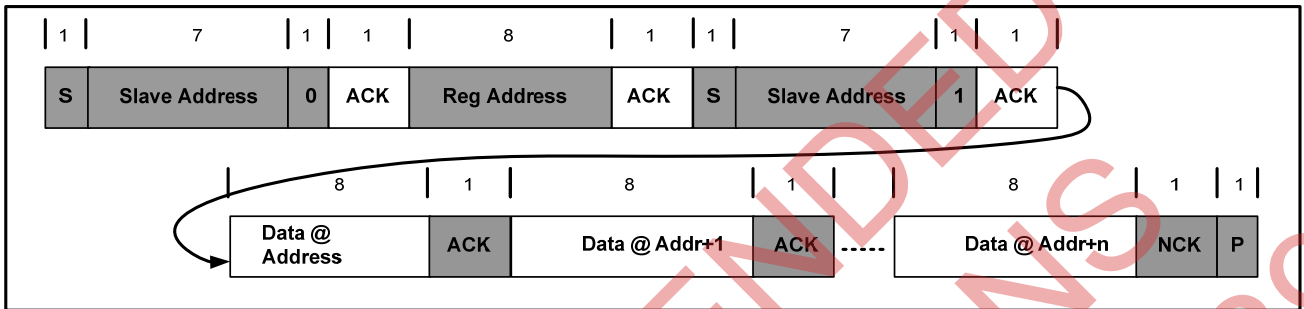 1 7 1 1 8 1 1 7 1 1
S Slave Address 0 ACK Reg Address ACK S Slave Address 1 ACK
8 1 8 1 8 1 1
Data @
Address
ACK Data @ Addr+1 ACK ..... Data @ Addr+n NCK P